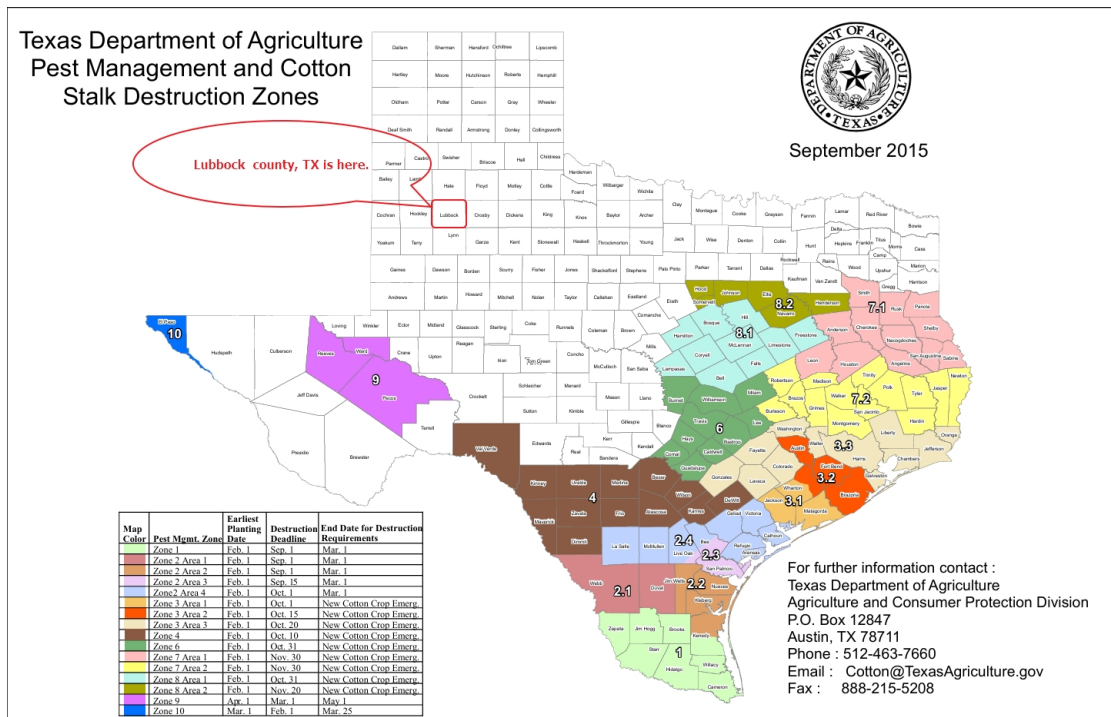 Texas Department of Agriculture
Pest Management and Cotton
Stalk Destruction Zones
DEPARTMENT OF AGRICULTURE
TEXAS
September 2015
Lubbock county, TX is here.
Dallam Sherman Hansford Ochiltree Lipscomb
Hartley Moore Hutchinson Roberts Hemphill
Oldham Potter Carson Gray Wheeler
Deaf Smith Randall Armstrong Donley Collingsworth
Parmer Castro Swisher Briscoe Hall Childress
Hardeman
Bailey Lamb Hale Floyd Motley Cottle Foard Wilbarger Wichita
Clay Montague Cooke Grayson Fannin Lamar Red River
Bowie
Cochran Hockley Lubbock Crosby Dickens King Knox Baylor Archer
Delta Titus Morris Cass
Yoakum Terry Lynn Garza Kent Stonewall Haskell Throckmorton Young Jack Wise Denton Collin Hunt Hopkins Franklin
Camp Marion
Rockwall Rains Wood Upshur
Gaines Dawson Borden Scurry Fisher Jones Shackelford Stephens Palo Pinto Parker Tarrant Dallas Kaufman Van Zandt Gregg Harrison
Andrews Martin Howard Mitchell Nolan Taylor Callahan Eastland Erath Hood Somervell Johnson Ellis Henderson Smith Rusk Panola
8.2
7.1
Navarro
El Paso
10
Loving Winkler Ector Midland Glasscock Sterling Coke Runnels Coleman Brown Comanche Bosque Hill Freestone Anderson Cherokee Shelby
8.1
Hamilton McLennan Limestone Nacogdoches
Hudspeth Culberson Reeves Ward Crane Upton Reagan Irion Tom Green Concho Mills Coryell Falls Leon Houston Angelina San Augustine Sabine
McCulloch San Saba Lampasas Bell
9
Pecos
Crockett Schleicher Menard Mason Llano Burnet Williamson Milam Robertson Madison Trinity Polk Tyler Jasper Newton
Brazos Walker
7.2
Jeff Davis Terrell Sutton Kimble Gillespie Blanco Travis Lee Burleson Grimes San Jacinto Hardin
6
Montgomery
Presidio Brewster Val Verde Edwards Kerr Kendall Hays Bastrop Washington Liberty Orange
Real Bandera Comal Caldwell Fayette Austin Waller Harris Jefferson
3.3
Chambers
Guadalupe Colorado Fort Bend Galveston
3.2
Kinney Uvalde Medina Bexar Wilson Gonzales Lavaca Wharton Brazoria
4
3.1
Maverick Zavala Frio Atascosa Karnes DeWitt Jackson Matagorda
Goliad Victoria
Dimmit La Salle McMullen Live Oak Bee Refugio Calhoun
2.4
Aransas
2.3
San Patricio
Webb Duval Jim Wells Nueces
2.1
2.2
Kleberg
Zapata Jim Hogg Brooks Kenedy
Starr
1
Hidalgo Willacy
Cameron
Map Color Pest Mgmt. Zone Earliest Planting Date Destruction Deadline End Date for Destruction Requirements
Zone 1 Feb. 1 Sep. 1 Mar. 1
Zone 2 Area 1 Feb. 1 Sep. 1 Mar. 1
Zone 2 Area 2 Feb. 1 Sep. 1 Mar. 1
Zone 2 Area 3 Feb. 1 Sep. 15 Mar. 1
Zone2 Area 4 Feb. 1 Oct. 1 Mar. 1
Zone 3 Area 1 Feb. 1 Oct. 1 New Cotton Crop Emerg.
Zone 3 Area 2 Feb. 1 Oct. 15 New Cotton Crop Emerg.
Zone 3 Area 3 Feb. 1 Oct. 20 New Cotton Crop Emerg.
Zone 4 Feb. 1 Oct. 10 New Cotton Crop Emerg.
Zone 6 Feb. 1 Oct. 31 New Cotton Crop Emerg.
Zone 7 Area 1 Feb. 1 Nov. 30 New Cotton Crop Emerg.
Zone 7 Area 2 Feb. 1 Nov. 30 New Cotton Crop Emerg.
Zone 8 Area 1 Feb. 1 Oct. 31 New Cotton Crop Emerg.
Zone 8 Area 2 Feb. 1 Nov. 20 New Cotton Crop Emerg.
Zone 9 Apr. 1 Mar. 1 May 1
Zone 10 Mar. 1 Feb. 1 Mar. 25
For further information contact :
Texas Department of Agriculture
Agriculture and Consumer Protection Division
P.O. Box 12847
Austin, TX 78711
Phone : 512-463-7660
Email : Cotton@TexasAgriculture.gov
Fax : 888-215-5208